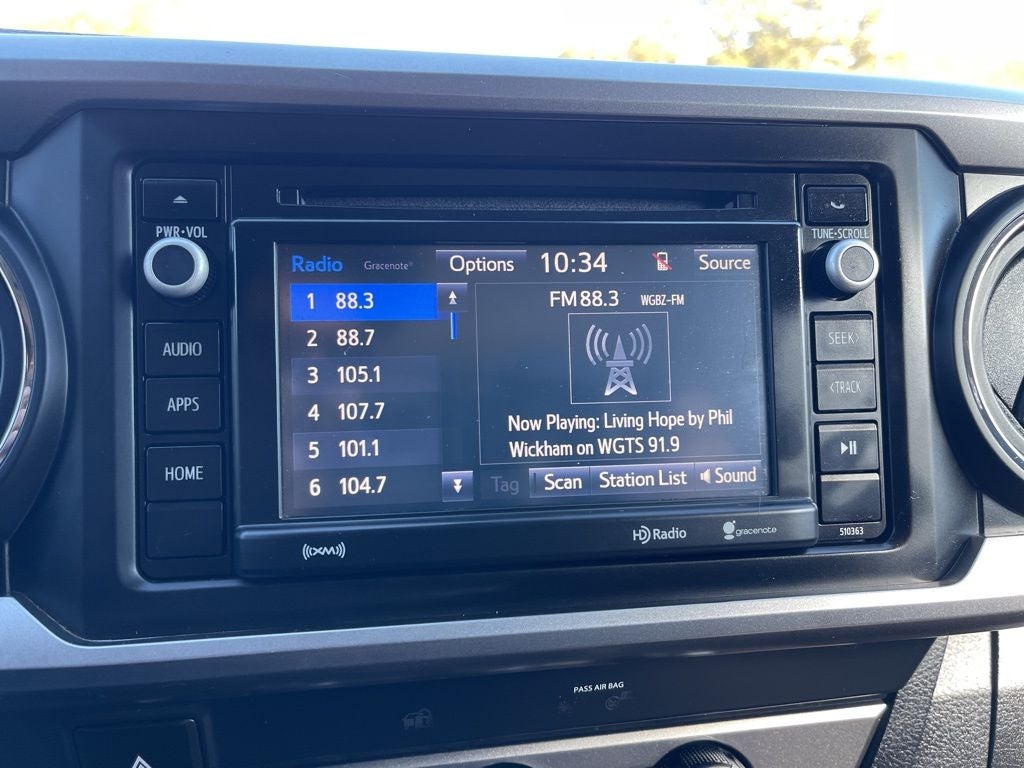 PWR•VOL
TUNE•SCROLL
AUDIO
APPS
HOME
Radio Gracenote® Options 10:34 Source
1 88.3
2 88.7
3 105.1
4 107.7
5 101.1
6 104.7
FM 88.3 WGBZ-FM
Now Playing: Living Hope by Phil
Wickham on WGTS 91.9
Tag Scan Station List Sound
SEEK>
<TRACK
510363
((XM))
HD Radio
gracenote
PASS AIR BAG